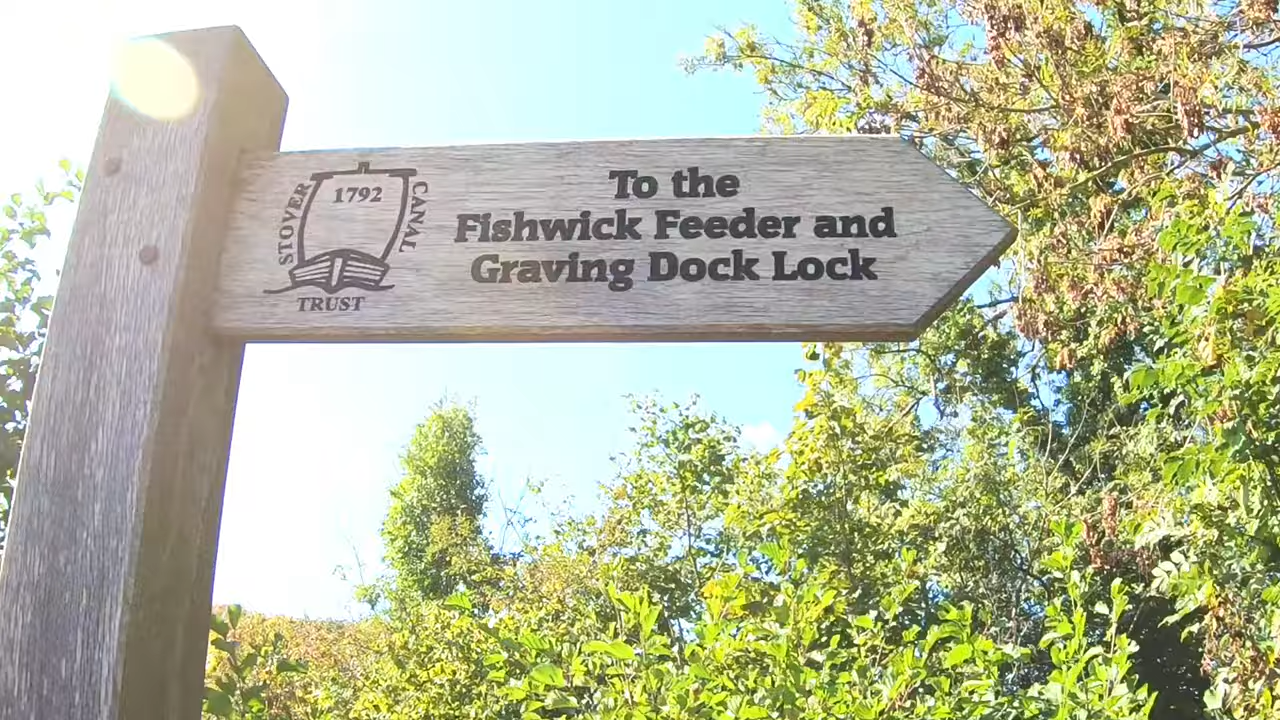 STOVER
1792
CANAL
TRUST
To the
Fishwick Feeder and
Graving Dock Lock